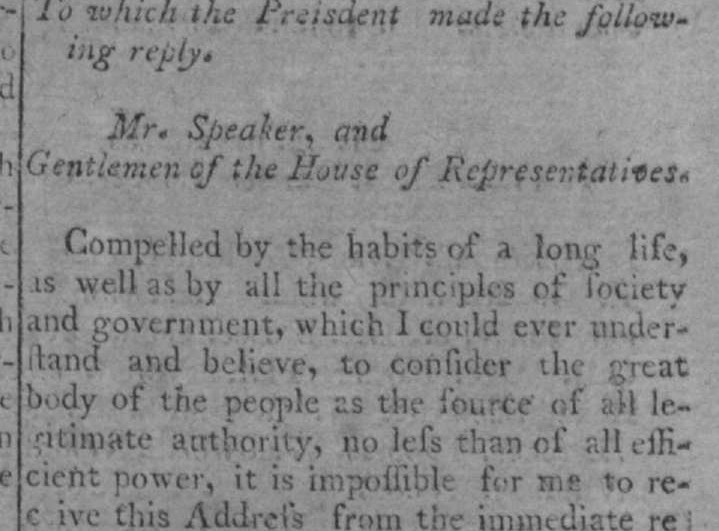 To which the Preisdent made the follow-
ing reply.
Mr. Speaker, and
Gentlemen of the House of Representatives.
Compelled by the habits of a long life,
as well as by all the principles of ſociety
and government, which I could ever under-
ſtand and believe, to conſider the great
body of the people as the ſource of all le-
gitimate authority, no leſs than of all effi-
cient power, it is impoſſible for me to re-
c ive this Addreſs from the immediate re